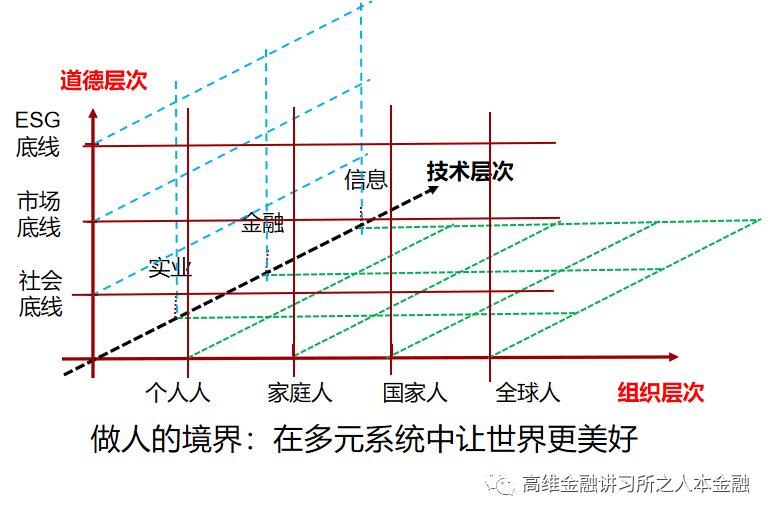 道德层次
ESG
底线
市场
底线
社会
底线
信息
技术层次
金融
实业
个人人
家庭人
国家人
全球人
组织层次
做人的境界：在多元系统中让世界更美好
高维金融讲习所之人本金融